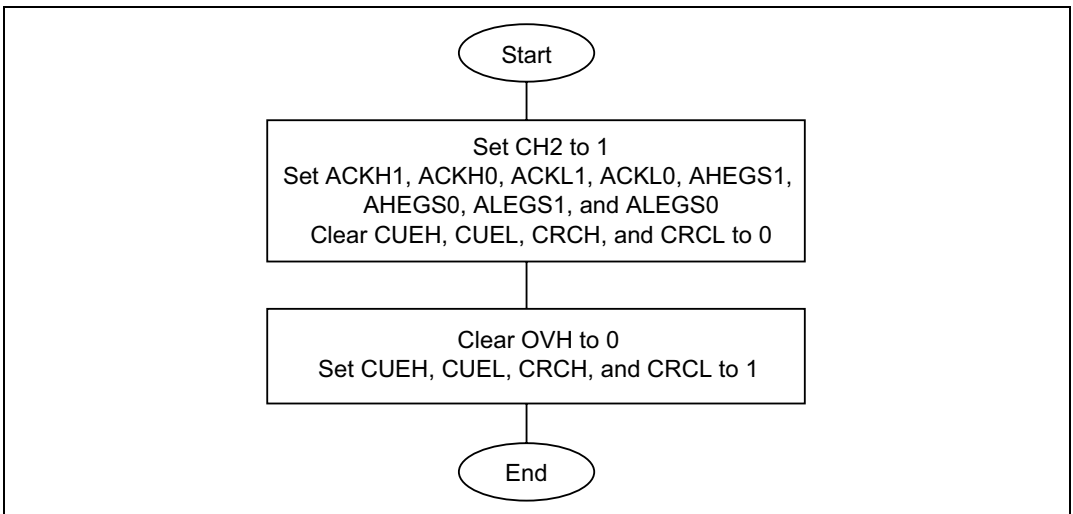 Start
Set CH2 to 1
Set ACKH1, ACKH0, ACKL1, ACKL0, AHEGS1,
AHEGS0, ALEGS1, and ALEGS0
Clear CUEH, CUEL, CRCH, and CRCL to 0
Clear OVH to 0
Set CUEH, CUEL, CRCH, and CRCL to 1
End